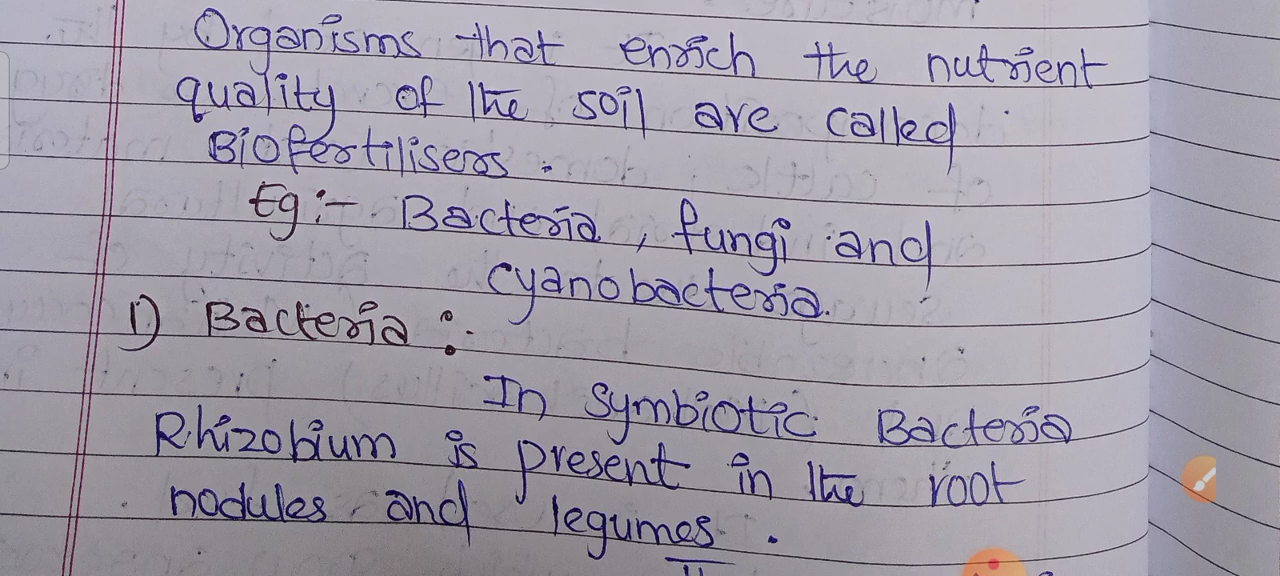 Organisms that enrich the nutrient
quality of the soil are called
Biofertilisers.
Eg :- Bacteria, fungi and
cyanobacteria.
1) Bacteria :-
In Symbiotic Bacteria
Rhizobium is present in the root
nodules and legumes.